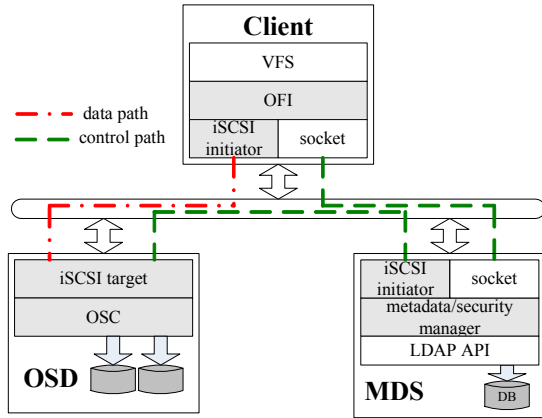 Client
VFS
OFI
iSCSI
initiator
socket
data path
control path
iSCSI target
OSC
OSD
iSCSI
initiator
socket
metadata/security
manager
LDAP API
MDS
DB